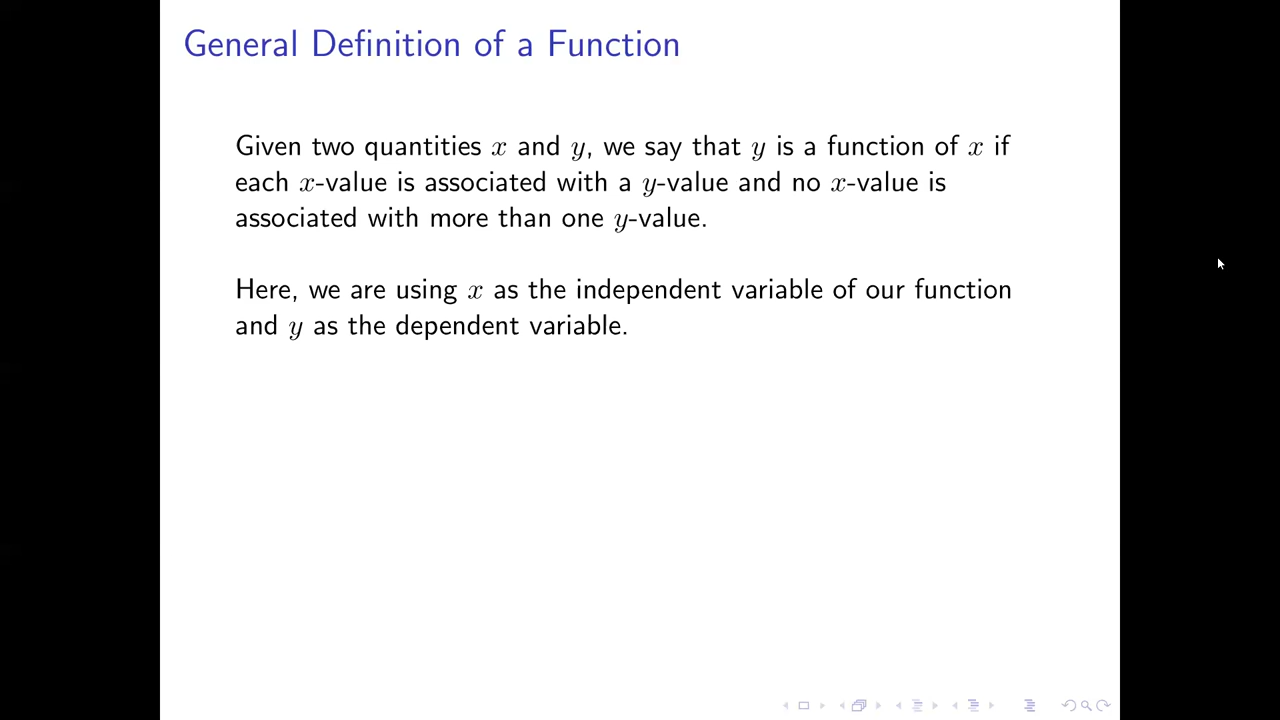 General Definition of a Function
Given two quantities x and y, we say that y is a function of x if
each x-value is associated with a y-value and no x-value is
associated with more than one y-value.
Here, we are using x as the independent variable of our function
and y as the dependent variable.